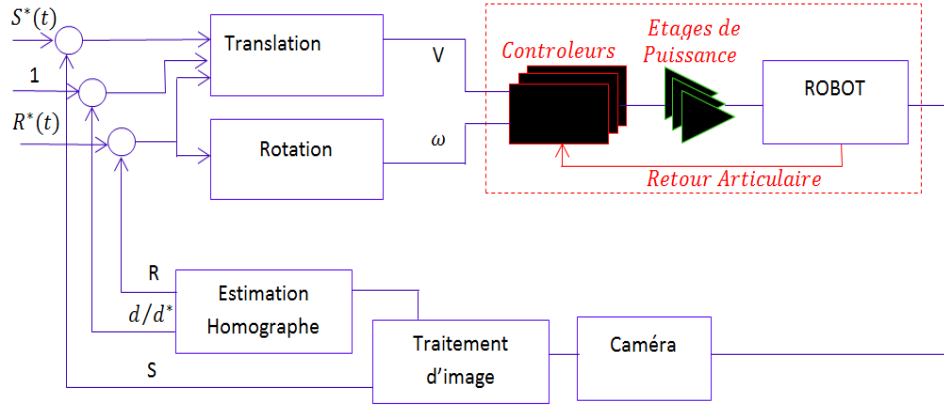 S*(t)
1
R*(t)
Translation
Rotation
V
ω
Controleurs
Etages de
Puissance
ROBOT
Retour Articulaire
R
d/d*
S
Estimation
Homographe
Traitement
d'image
Caméra